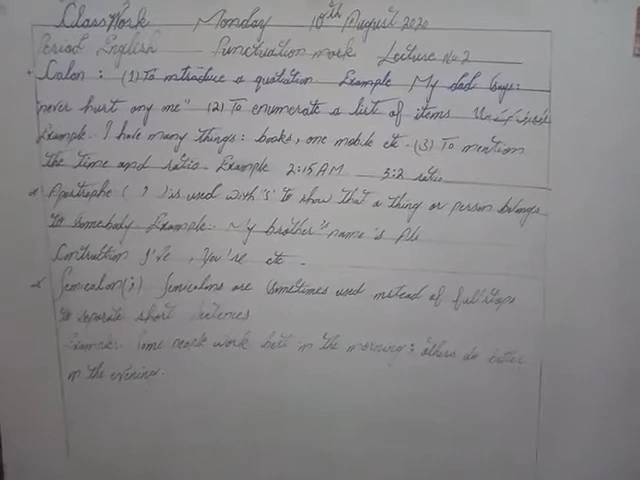 Class Work Monday 10th August 2020
Period English Punctuation mark Lecture No 2
Colon : (1) To introduce a quotation Example My dad says:
never hurt any one" (2) To enumerate a list of items
Example. I have many things: books, one mobile etc. (3) To mention
the time and ratio. Example 2:15 AM 3:2 ratio
Apostrophe ( ' ) is used with 's' to show that a thing or person belongs
to somebody Example: My brother's name's Ali
Contraction I've, You're etc.
Semicolon(;) Semicolons are sometimes used instead of full stops
to separate short sentences
Example. Some people work best in the morning; others do better
in the evening.